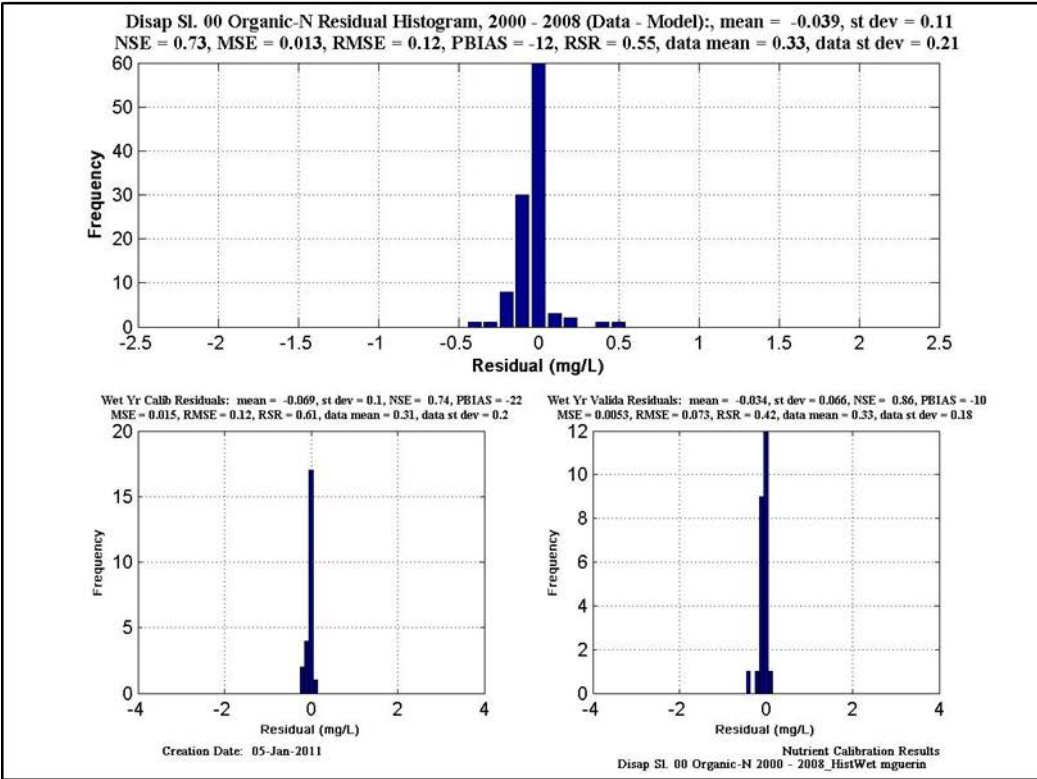 Disap Sl. 00 Organic-N Residual Histogram, 2000 - 2008 (Data - Model):, mean = -0.039, st dev = 0.11
NSE = 0.73, MSE = 0.013, RMSE = 0.12, PBIAS = -12, RSR = 0.55, data mean = 0.33, data st dev = 0.21
60
50
40
30
20
10
0
Frequency
-2.5 -2 -1.5 -1 -0.5 0 0.5 1 1.5 2 2.5
Residual (mg/L)
Wet Yr Calib Residuals: mean = -0.069, st dev = 0.1, NSE = 0.74, PBIAS = -22
MSE = 0.015, RMSE = 0.12, RSR = 0.61, data mean = 0.31, data st dev = 0.2
20
15
10
5
0
Frequency
-4 -2 0 2 4
Residual (mg/L)
Wet Yr Valida Residuals: mean = -0.034, st dev = 0.066, NSE = 0.86, PBIAS = -10
MSE = 0.0053, RMSE = 0.073, RSR = 0.42, data mean = 0.33, data st dev = 0.18
12
10
8
6
4
2
0
Frequency
-4 -2 0 2 4
Residual (mg/L)
Creation Date: 05-Jan-2011
Nutrient Calibration Results
Disap Sl. 00 Organic-N 2000 - 2008_HistWet mguerin